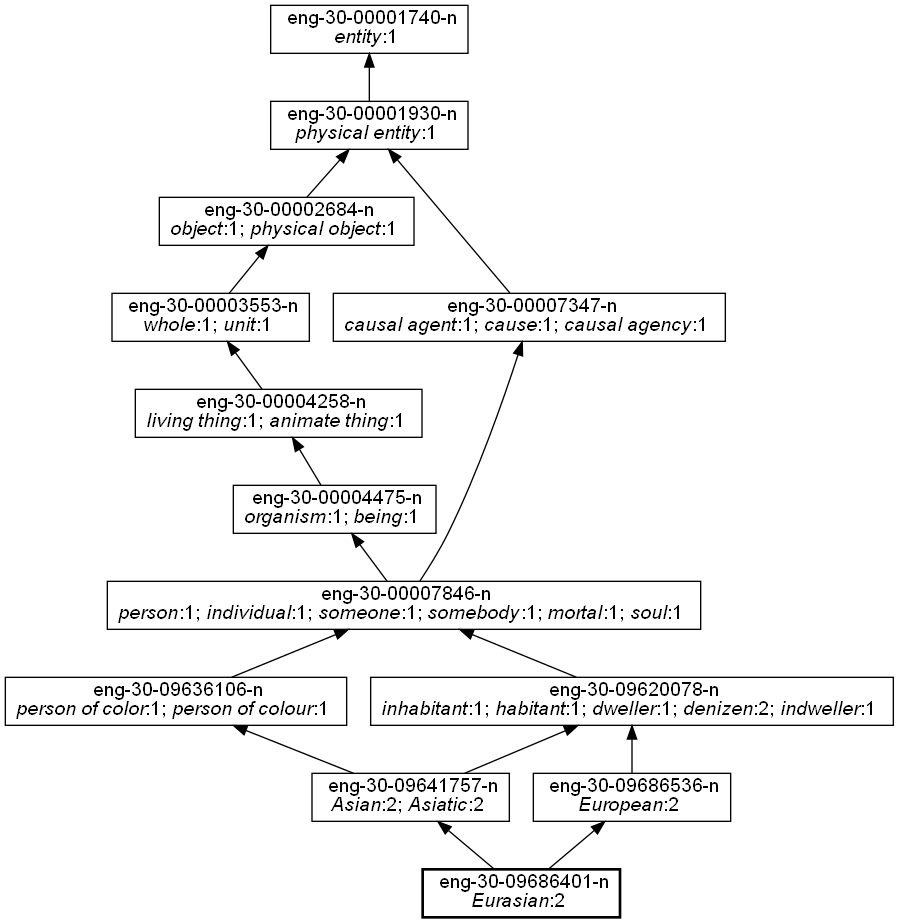 eng-30-00001740-n
entity:1
eng-30-00001930-n
physical entity:1
eng-30-00002684-n
object:1; physical object:1
eng-30-00003553-n
whole:1; unit:1
eng-30-00007347-n
causal agent:1; cause:1; causal agency:1
eng-30-00004258-n
living thing:1; animate thing:1
eng-30-00004475-n
organism:1; being:1
eng-30-00007846-n
person:1; individual:1; someone:1; somebody:1; mortal:1; soul:1
eng-30-09636106-n
person of color:1; person of colour:1
eng-30-09620078-n
inhabitant:1; habitant:1; dweller:1; denizen:2; indweller:1
eng-30-09641757-n
Asian:2; Asiatic:2
eng-30-09686536-n
European:2
eng-30-09686401-n
Eurasian:2